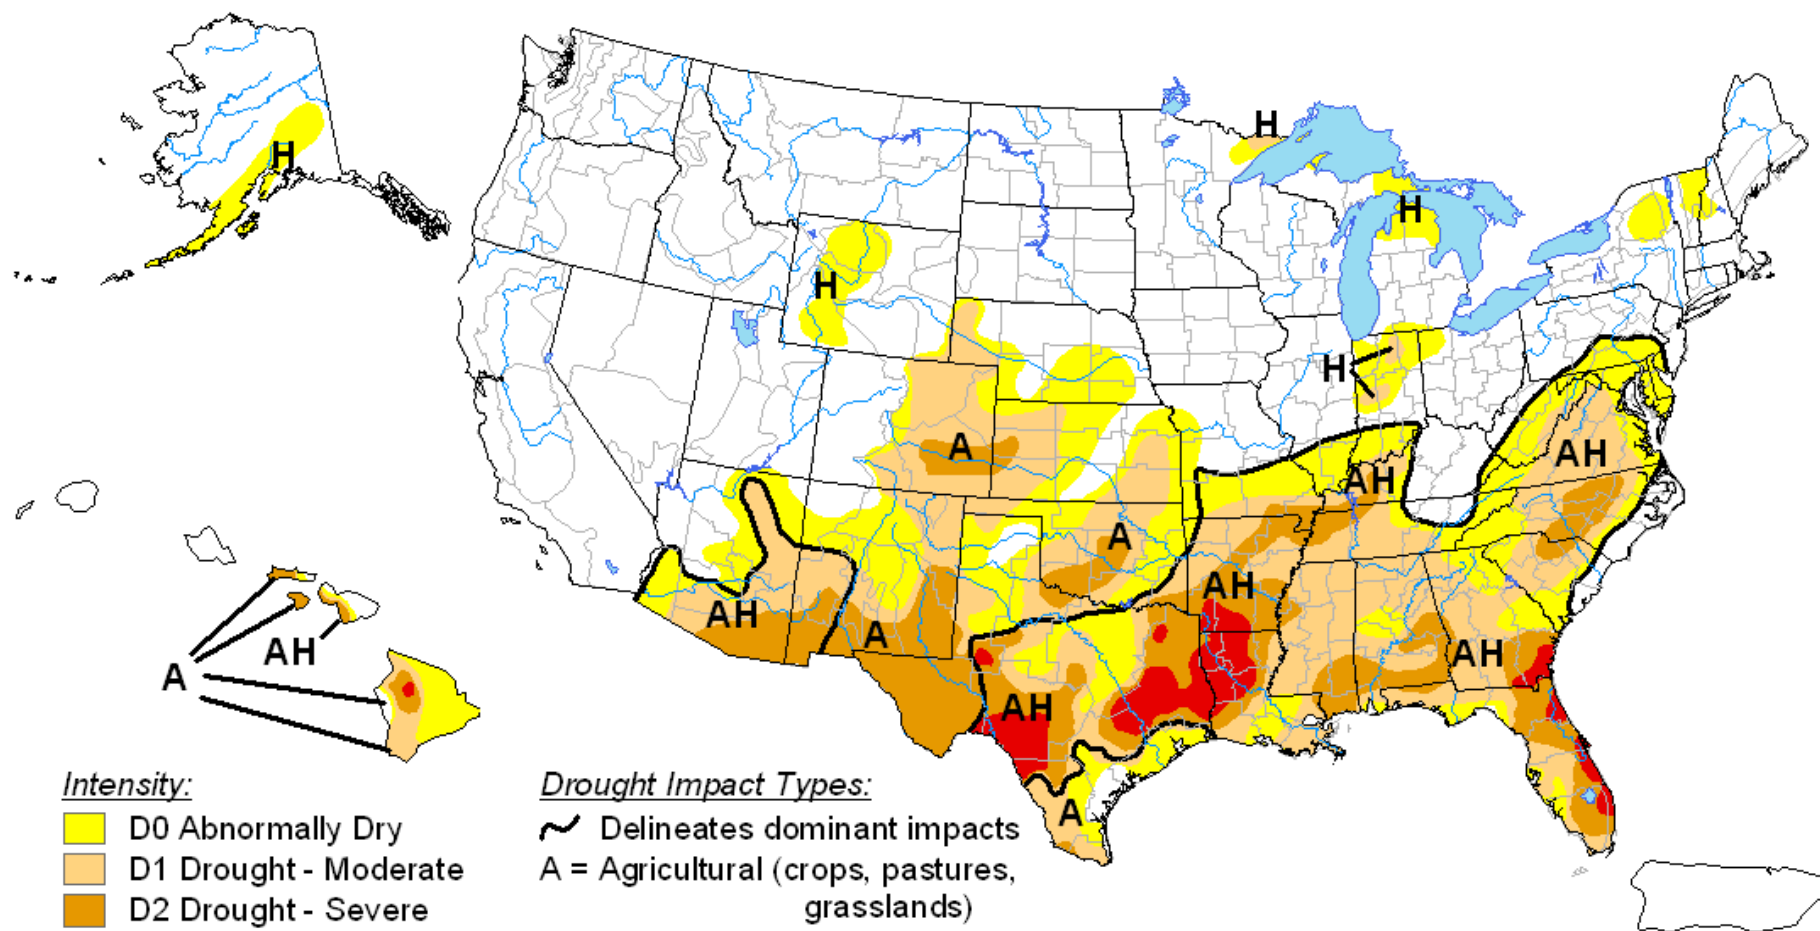 H
H
H
H
H
A
A
AH
AH
AH
AH
A
AH
AH
A
AH
A
Intensity:
D0 Abnormally Dry
D1 Drought - Moderate
D2 Drought - Severe
Drought Impact Types:
Delineates dominant impacts
A = Agricultural (crops, pastures,
grasslands)